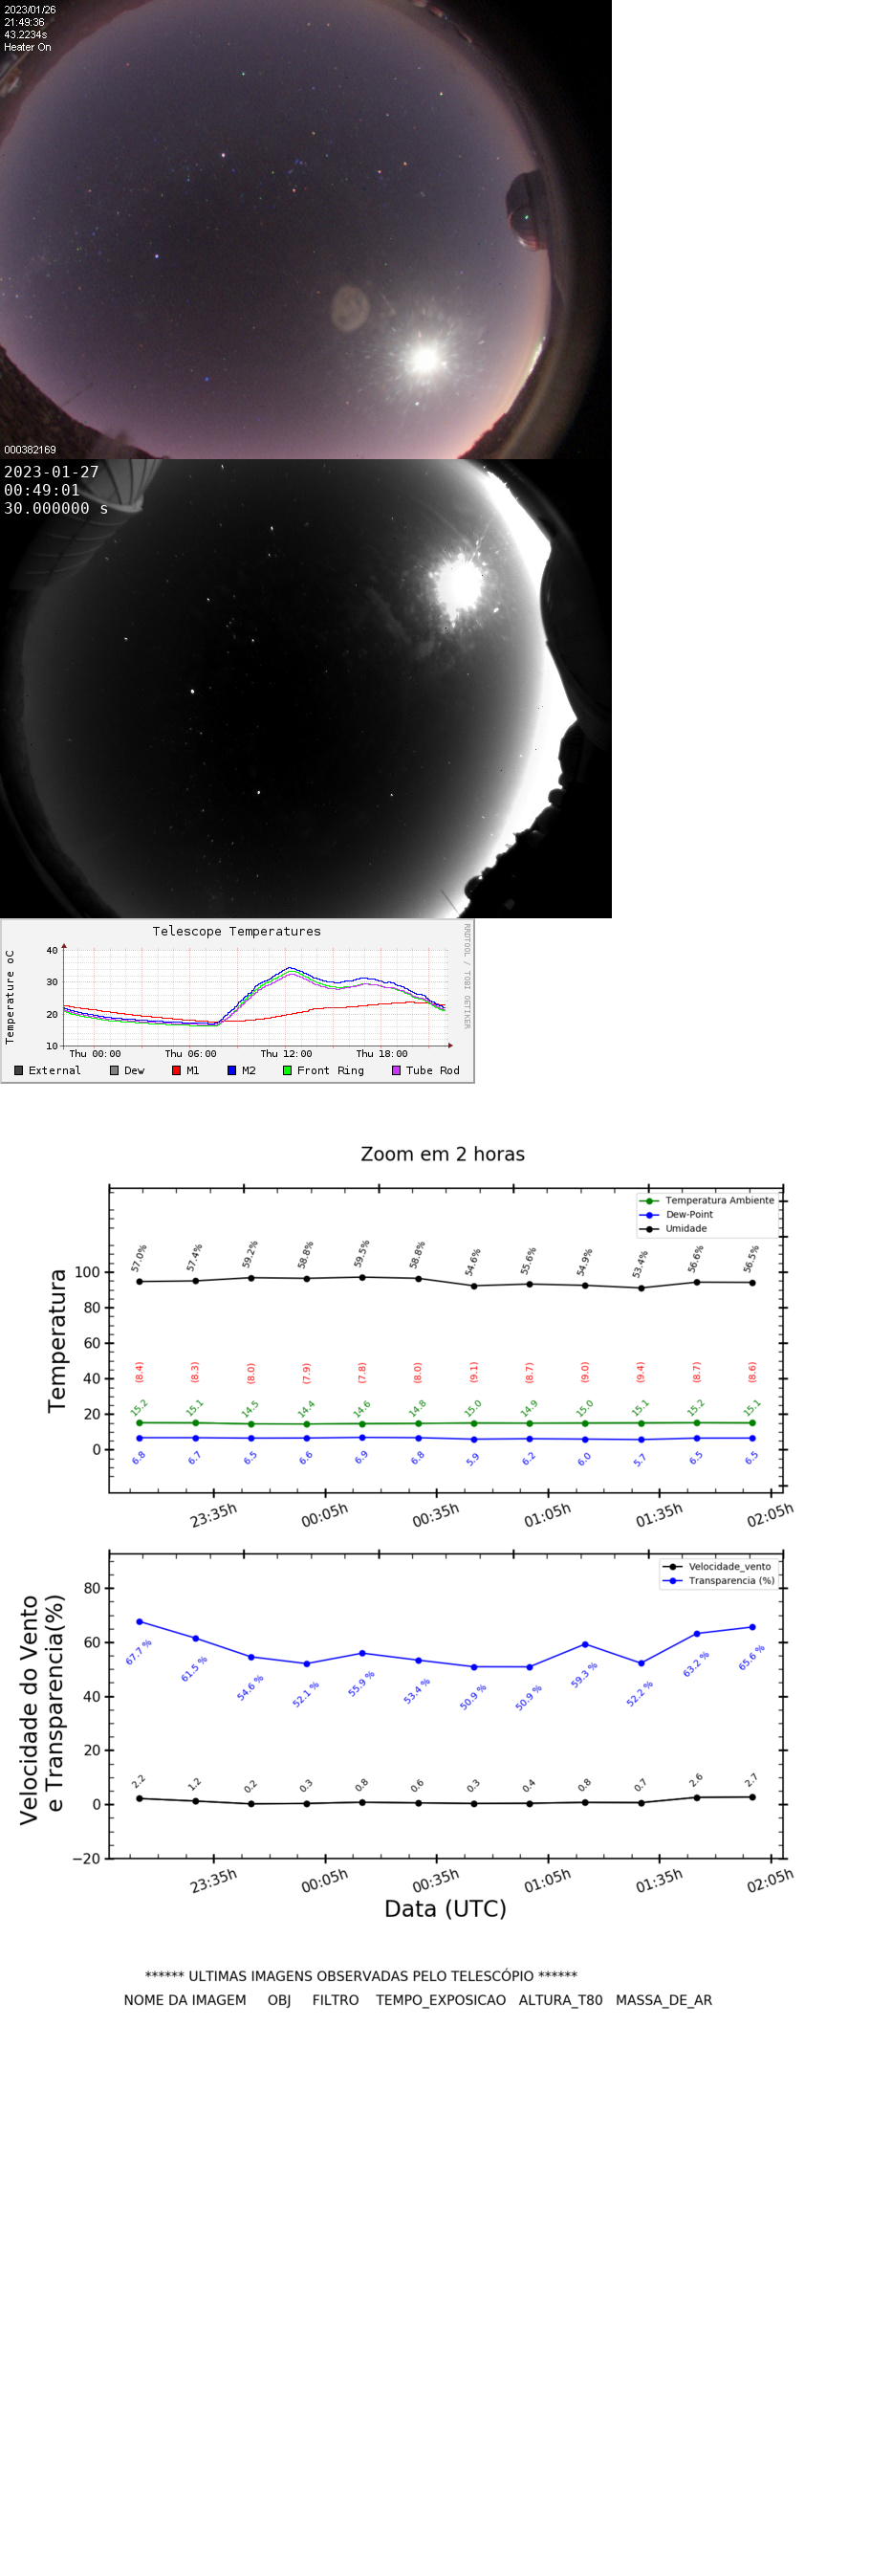 2023/01/26
21:49:36
43.2234s
Heater On
000382169
2023-01-27
00:49:01
30.000000 s
Telescope Temperatures
RRDTOOL / TOBI OETIKER
Temperature oC
40
30
20
10
Thu 00:00 Thu 06:00 Thu 12:00 Thu 18:00
External Dew M1 M2 Front Ring Tube Rod
Zoom em 2 horas
Temperatura Ambiente
Dew-Point
Umidade
Temperatura
100
80
60
40
20
0
57.0% 57.4% 59.2% 58.8% 59.5% 58.8% 54.6% 55.6% 54.9% 53.4% 56.6% 56.5%
(8.4) (8.3) (8.0) (7.9) (7.8) (8.0) (9.1) (8.7) (9.0) (9.4) (8.7) (8.6)
15.2 15.1 14.5 14.4 14.6 14.8 15.0 14.9 15.0 15.1 15.2 15.1
6.8 6.7 6.5 6.6 6.9 6.8 5.9 6.2 6.0 5.7 6.5 6.5
23:35h 00:05h 00:35h 01:05h 01:35h 02:05h
Velocidade_vento
Transparencia (%)
Velocidade do Vento
e Transparencia(%)
80
60
40
20
0
−20
67.7 % 61.5 % 54.6 % 52.1 % 55.9 % 53.4 % 50.9 % 50.9 % 59.3 % 52.2 % 63.2 % 65.6 %
2.2 1.2 0.2 0.3 0.8 0.6 0.3 0.4 0.8 0.7 2.6 2.7
23:35h 00:05h 00:35h 01:05h 01:35h 02:05h
Data (UTC)
****** ULTIMAS IMAGENS OBSERVADAS PELO TELESCÓPIO ******
NOME DA IMAGEM OBJ FILTRO TEMPO_EXPOSICAO ALTURA_T80 MASSA_DE_AR